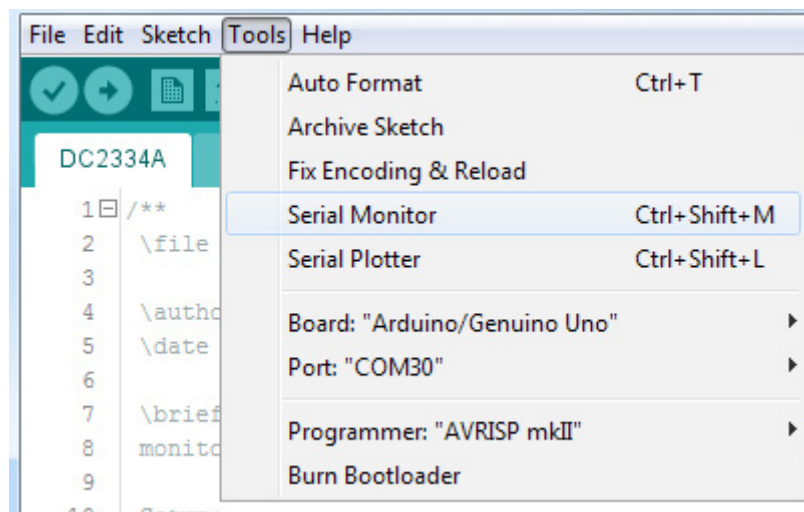 File Edit Sketch Tools Help
Auto Format Ctrl+T
Archive Sketch
DC2334A
Fix Encoding & Reload
1 /**
Serial Monitor Ctrl+Shift+M
2 \file
Serial Plotter Ctrl+Shift+L
3
4
Board: "Arduino/Genuino Uno"
5 \date
Port: "COM30"
6
7 \brief
Programmer: "AVRISP mkII"
8
9
Burn Bootloader